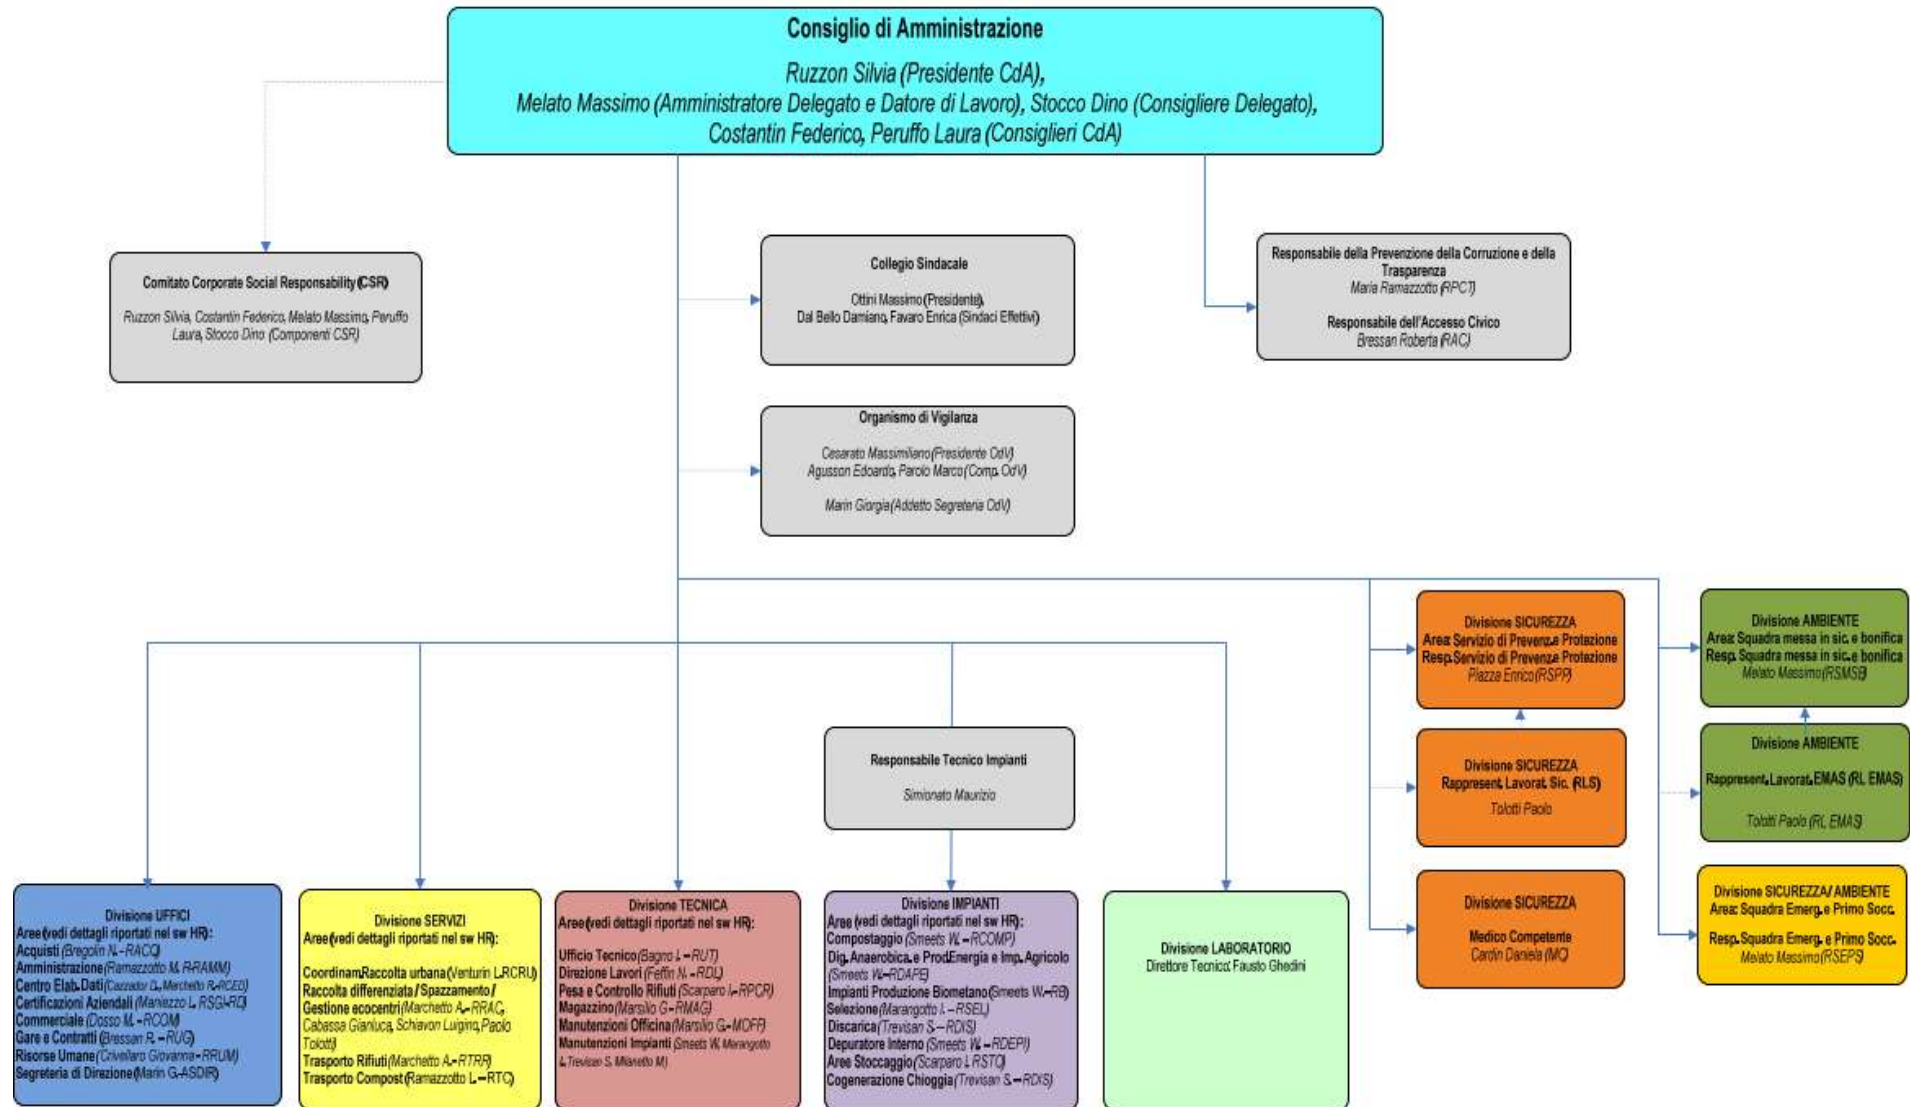 Consiglio di Amministrazione
Ruzzon Silvia (Presidente CdA),
Melato Massimo (Amministratore Delegato e Datore di Lavoro), Stocco Dino (Consigliere Delegato),
Costantin Federico, Peruffo Laura (Consiglieri CdA)
Comitato Corporate Social Responsability (CSR)
Ruzzon Silvia, Costantin Federico, Melato Massimo, Peruffo
Laura, Stocco Dino (Componenti CSR)
Collegio Sindacale
Ottini Massimo (Presidente),
Dal Bello Damiano, Favaro Enrica (Sindaci Effettivi)
Responsabile della Prevenzione della Corruzione e della
Trasparenza
Maria Ramazzotto (RPCT)
Responsabile dell'Accesso Civico
Bressan Roberta (RAC)
Organismo di Vigilanza
Cesarato Massimiliano (Presidente OdV)
Agusson Edoardo, Parolo Marco (Comp. OdV)
Marin Giorgia (Addetto Segreteria OdV)
Divisione SICUREZZA
Area: Servizio di Prevenz.e Protezione
Resp.Servizio di Prevenz.e Protezione
Piazza Enrico (RSPP)
Divisione AMBIENTE
Area: Squadra messa in sic. e bonifica
Resp. Squadra messa in sic. e bonifica
Melato Massimo (RSMSB)
Responsabile Tecnico Impianti
Simionato Maurizio
Divisione SICUREZZA
Rappresent. Lavorat. Sic. (RLS)
Tolotti Paolo
Divisione AMBIENTE
Rappresent. Lavorat. EMAS (RL EMAS)
Tolotti Paolo (RL EMAS)
Divisione SICUREZZA
Medico Competente
Cardin Daniela (MC)
Divisione SICUREZZA/ AMBIENTE
Area: Squadra Emerg. e Primo Socc.
Resp. Squadra Emerg. e Primo Socc.
Melato Massimo (RSEPS)
Divisione UFFICI
Aree (vedi dettagli riportati nel sw HR):
Acquisti (Bregolin N. – RACQ)
Amministrazione (Ramazzotto M. R-RAMM)
Centro Elab. Dati (Cazzador D., Marchetto R.-RCED)
Certificazioni Aziendali (Maniezzo L. RSGI-RD)
Commerciale (Dosso M. – RCOM)
Gare e Contratti (Bressan R. – RUG)
Risorse Umane (Crivellaro Giovanna - RRUM)
Segreteria di Direzione (Marin G.-ASDIR)
Divisione SERVIZI
Aree (vedi dettagli riportati nel sw HR):
Coordinam.Raccolta urbana (Venturin L.RCRU)
Raccolta differenziata / Spazzamento /
Gestione ecocentri (Marchetto A. – RRAC,
Cabassa Gianluca, Schiavon Luigino, Paolo
Tolotti)
Trasporto Rifiuti (Marchetto A. – RTRR)
Trasporto Compost (Ramazzotto L. – RTC)
Divisione TECNICA
Aree (vedi dettagli riportati nel sw HR):
Ufficio Tecnico (Bagno I. – RUT)
Direzione Lavori (Feffin N. – RDL)
Pesa e Controllo Rifiuti (Scarparo I. – RPCR)
Magazzino (Marsilio G - RMAG)
Manutenzioni Officina (Marsilio G. – MOFF)
Manutenzioni Impianti (Smeets W, Marangotto
I., Trevisan S, Milanetto M)
Divisione IMPIANTI
Aree (vedi dettagli riportati nel sw HR):
Compostaggio (Smeets W. – RCOMP)
Dig. Anaerobica. e Prod.Energia e Imp. Agricolo
(Smeets W. – RDAPE)
Impianti Produzione Biometano (Smeets W. – RB)
Selezione (Marangotto I. – RSEL)
Discarica (Trevisan S. – RDIS)
Depuratore Interno (Smeets W. – RDEPI)
Aree Stoccaggio (Scarparo I. RSTO)
Cogenerazione Chioggia (Trevisan S. – RDIS)
Divisione LABORATORIO
Direttore Tecnico: Fausto Ghedini